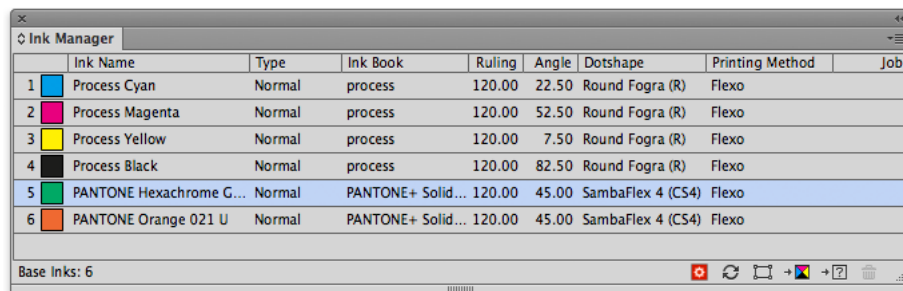 Ink Manager
Ink Name Type Ink Book Ruling Angle Dotshape Printing Method Job
1 Process Cyan Normal process 120.00 22.50 Round Fogra (R) Flexo
2 Process Magenta Normal process 120.00 52.50 Round Fogra (R) Flexo
3 Process Yellow Normal process 120.00 7.50 Round Fogra (R) Flexo
4 Process Black Normal process 120.00 82.50 Round Fogra (R) Flexo
5 PANTONE Hexachrome G... Normal PANTONE+ Solid... 120.00 45.00 SambaFlex 4 (CS4) Flexo
6 PANTONE Orange 021 U Normal PANTONE+ Solid... 120.00 45.00 SambaFlex 4 (CS4) Flexo
Base Inks: 6